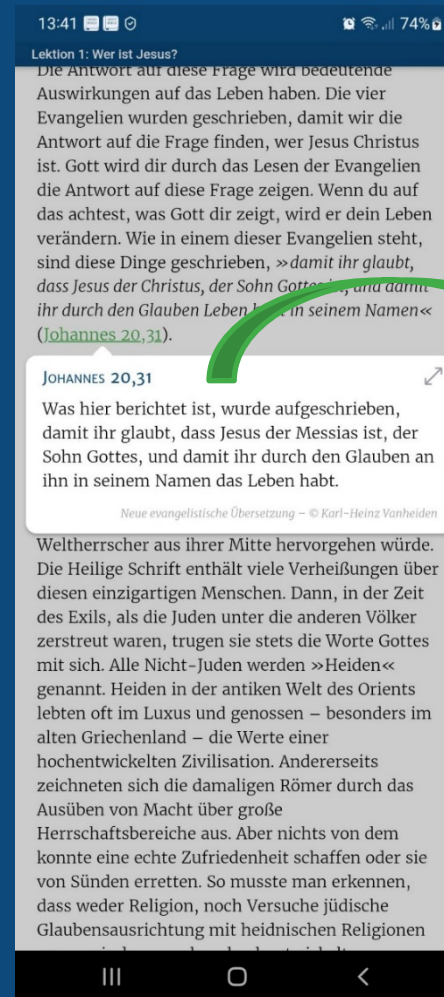 13:41
74%
Lektion 1: Wer ist Jesus?
Die Antwort auf diese Frage wird bedeutende
Auswirkungen auf das Leben haben. Die vier
Evangelien wurden geschrieben, damit wir die
Antwort auf die Frage finden, wer Jesus Christus
ist. Gott wird dir durch das Lesen der Evangelien
die Antwort auf diese Frage zeigen. Wenn du auf
das achtest, was Gott dir zeigt, wird er dein Leben
verändern. Wie in einem dieser Evangelien steht,
sind diese Dinge geschrieben, »damit ihr glaubt,
dass Jesus der Christus, der Sohn Gottes und damit
ihr durch den Glauben Leben in seinem Namen«
(Johannes 20,31).
Johannes 20,31
Was hier berichtet ist, wurde aufgeschrieben,
damit ihr glaubt, dass Jesus der Messias ist, der
Sohn Gottes, und damit ihr durch den Glauben an
ihn in seinem Namen das Leben habt.
Neue evangelistische Übersetzung – © Karl-Heinz Vanheiden
Weltherrscher aus ihrer Mitte hervorgehen würde.
Die Heilige Schrift enthält viele Verheißungen über
diesen einzigartigen Menschen. Dann, in der Zeit
des Exils, als die Juden unter die anderen Völker
zerstreut waren, trugen sie stets die Worte Gottes
mit sich. Alle Nicht-Juden werden »Heiden«
genannt. Heiden in der antiken Welt des Orients
lebten oft im Luxus und genossen – besonders im
alten Griechenland – die Werte einer
hochentwickelten Zivilisation. Andererseits
zeichneten sich die damaligen Römer durch das
Ausüben von Macht über große
Herrschaftsbereiche aus. Aber nichts von dem
konnte eine echte Zufriedenheit schaffen oder sie
von Sünden erretten. So musste man erkennen,
dass weder Religion, noch Versuche jüdische
Glaubensausrichtung mit heidnischen Religionen